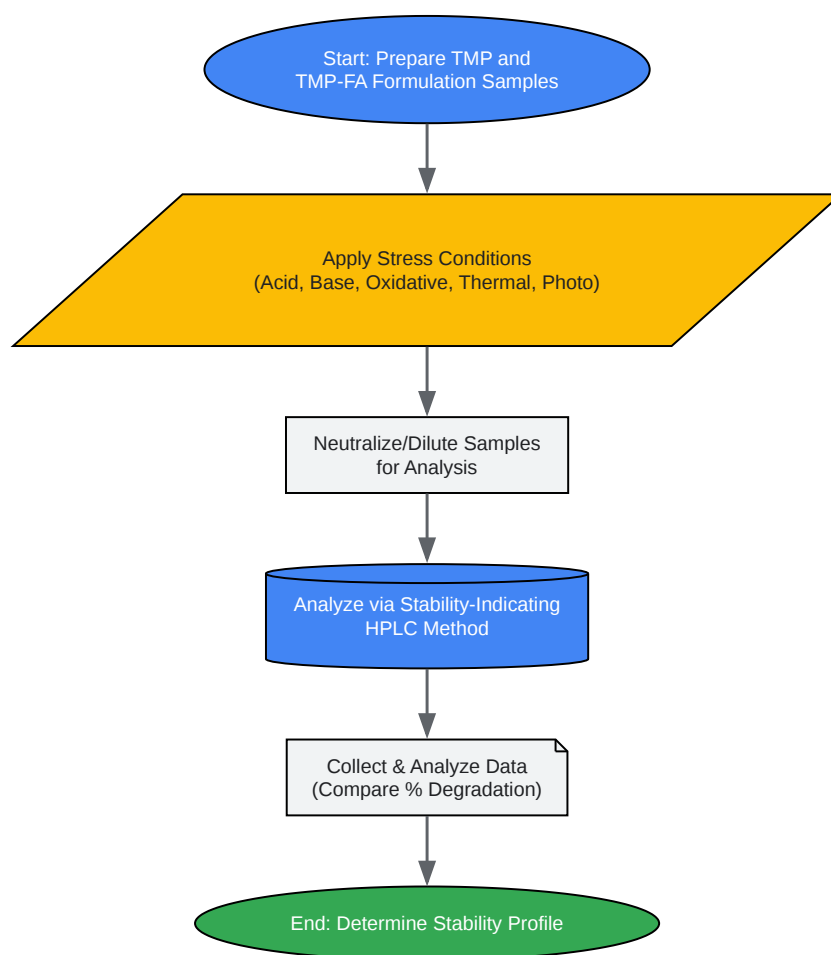 Start: Prepare TMP and
TMP-FA Formulation Samples
Apply Stress Conditions
(Acid, Base, Oxidative, Thermal, Photo)
Neutralize/Dilute Samples
for Analysis
Analyze via Stability-Indicating
HPLC Method
Collect & Analyze Data
(Compare % Degradation)
End: Determine Stability Profile